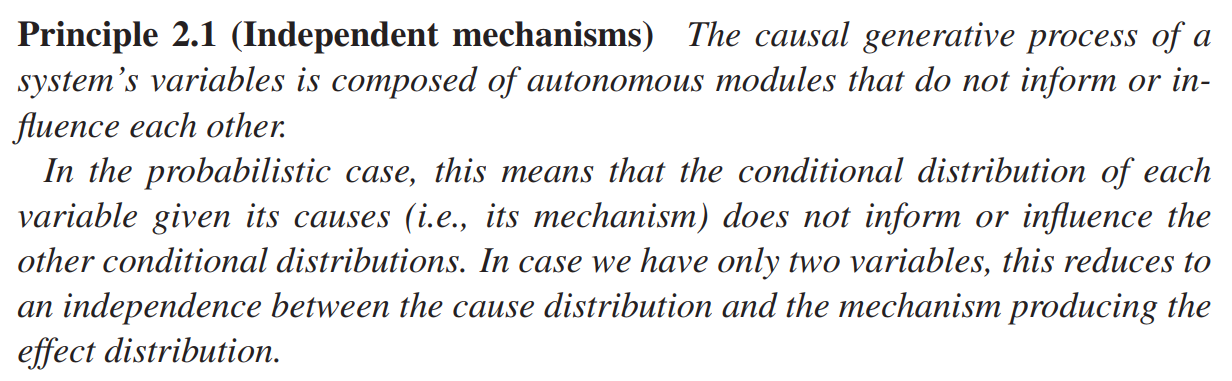 Principle 2.1 (Independent mechanisms) The causal generative process of a
system's variables is composed of autonomous modules that do not inform or in-
fluence each other.
In the probabilistic case, this means that the conditional distribution of each
variable given its causes (i.e., its mechanism) does not inform or influence the
other conditional distributions. In case we have only two variables, this reduces to
an independence between the cause distribution and the mechanism producing the
effect distribution.